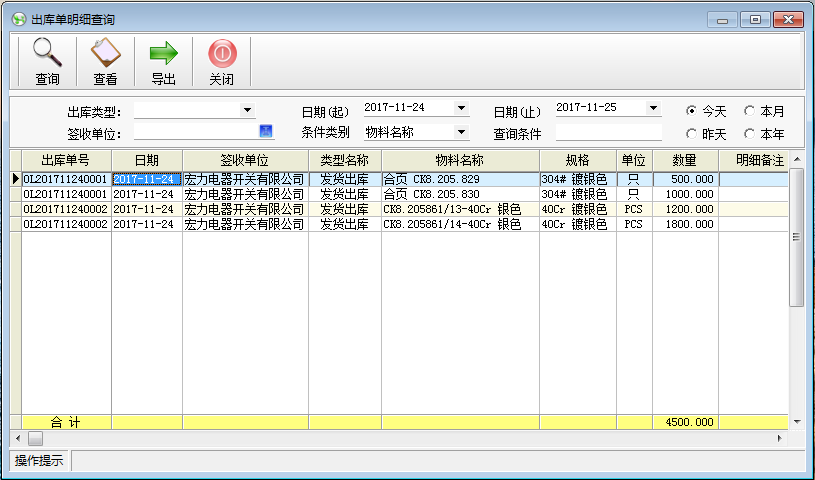 出库单明细查询
查询 查看 导出 关闭
出库类型: 日期(起) 2017-11-24 日期(止) 2017-11-25 今天 本月
签收单位: 条件类别 物料名称 查询条件 昨天 本年
出库单号 日期 签收单位 类型名称 物料名称 规格 单位 数量 明细备注
OL201711240001 2017-11-24 宏力电器开关有限公司 发货出库 合页 CK8.205.829 304# 镀银色 只 500.000
OL201711240001 2017-11-24 宏力电器开关有限公司 发货出库 合页 CK8.205.830 304# 镀银色 只 1000.000
OL201711240002 2017-11-24 宏力电器开关有限公司 发货出库 CK8.205861/13-40Cr 银色 40Cr 镀银色 PCS 1200.000
OL201711240002 2017-11-24 宏力电器开关有限公司 发货出库 CK8.205861/14-40Cr 银色 40Cr 镀银色 PCS 1800.000
合 计 4500.000
操作提示